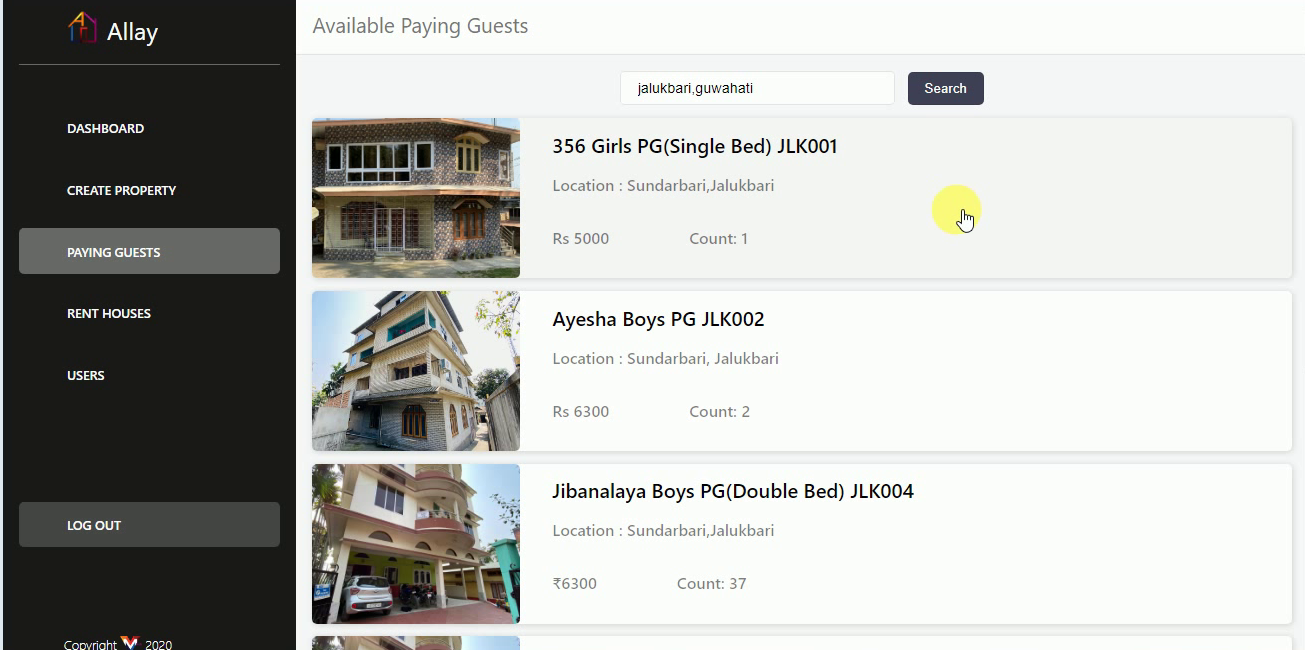 Allay
DASHBOARD
CREATE PROPERTY
PAYING GUESTS
RENT HOUSES
USERS
LOG OUT
Copyright 2020
Available Paying Guests
jalukbari,guwahati
Search
356 Girls PG(Single Bed) JLK001
Location : Sundarbari,Jalukbari
Rs 5000 Count: 1
Ayesha Boys PG JLK002
Location : Sundarbari, Jalukbari
Rs 6300 Count: 2
Jibanalaya Boys PG(Double Bed) JLK004
Location : Sundarbari,Jalukbari
₹6300 Count: 37